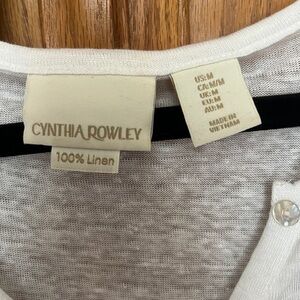 CYNTHIA ROWLEY
100% Linen
US:M
CA:M/M
UK:M
EU:M
AU:M
MADE IN
VIETNAM